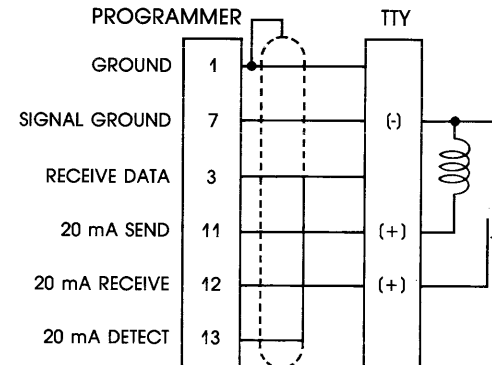 PROGRAMMER TTY
GROUND 1
SIGNAL GROUND 7 (-)
RECEIVE DATA 3
20 mA SEND 11 (+)
20 mA RECEIVE 12 (+)
20 mA DETECT 13